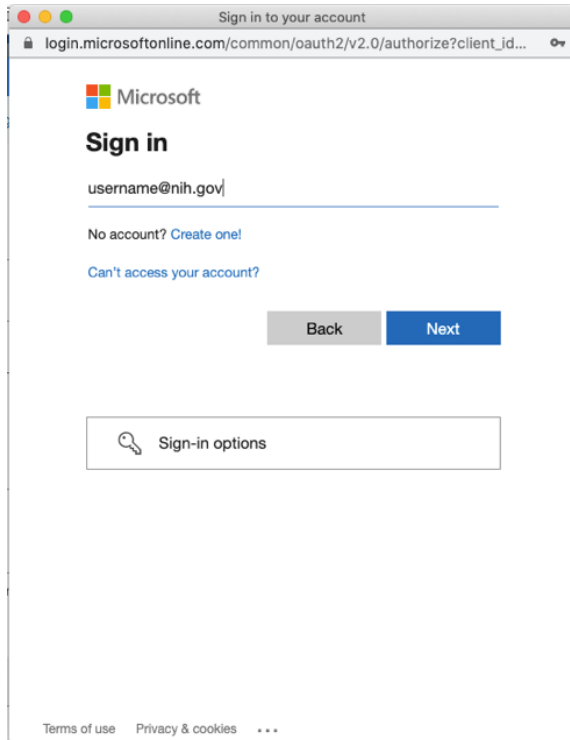 Sign in to your account
login.microsoftonline.com/common/oauth2/v2.0/authorize?client_id...
Microsoft
Sign in
username@nih.gov
No account? Create one!
Can't access your account?
Back Next
Sign-in options
Terms of use Privacy & cookies ...